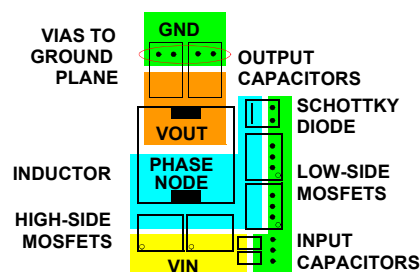 GND
VIAS TO
GROUND
PLANE
OUTPUT
CAPACITORS
SCHOTTKY
DIODE
VOUT
INDUCTOR
PHASE
NODE
LOW-SIDE
MOSFETS
HIGH-SIDE
MOSFETS
INPUT
CAPACITORS
VIN